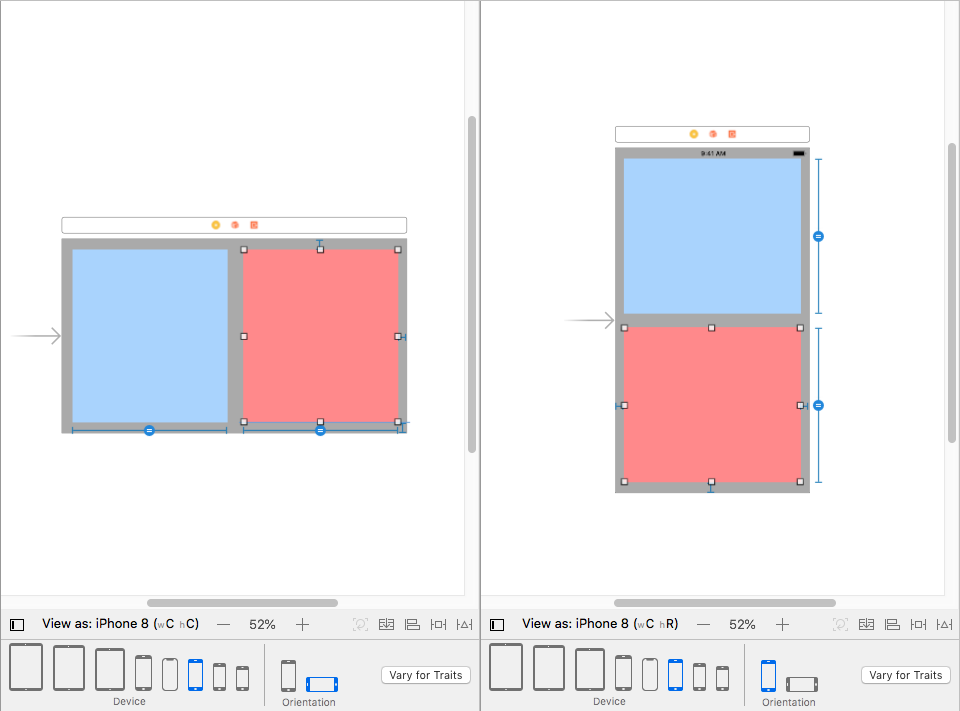 9:41 AM
View as: iPhone 8 (wC hC)
52%
Vary for Traits
Device
Orientation
View as: iPhone 8 (wC hR)
52%
Vary for Traits
Device
Orientation